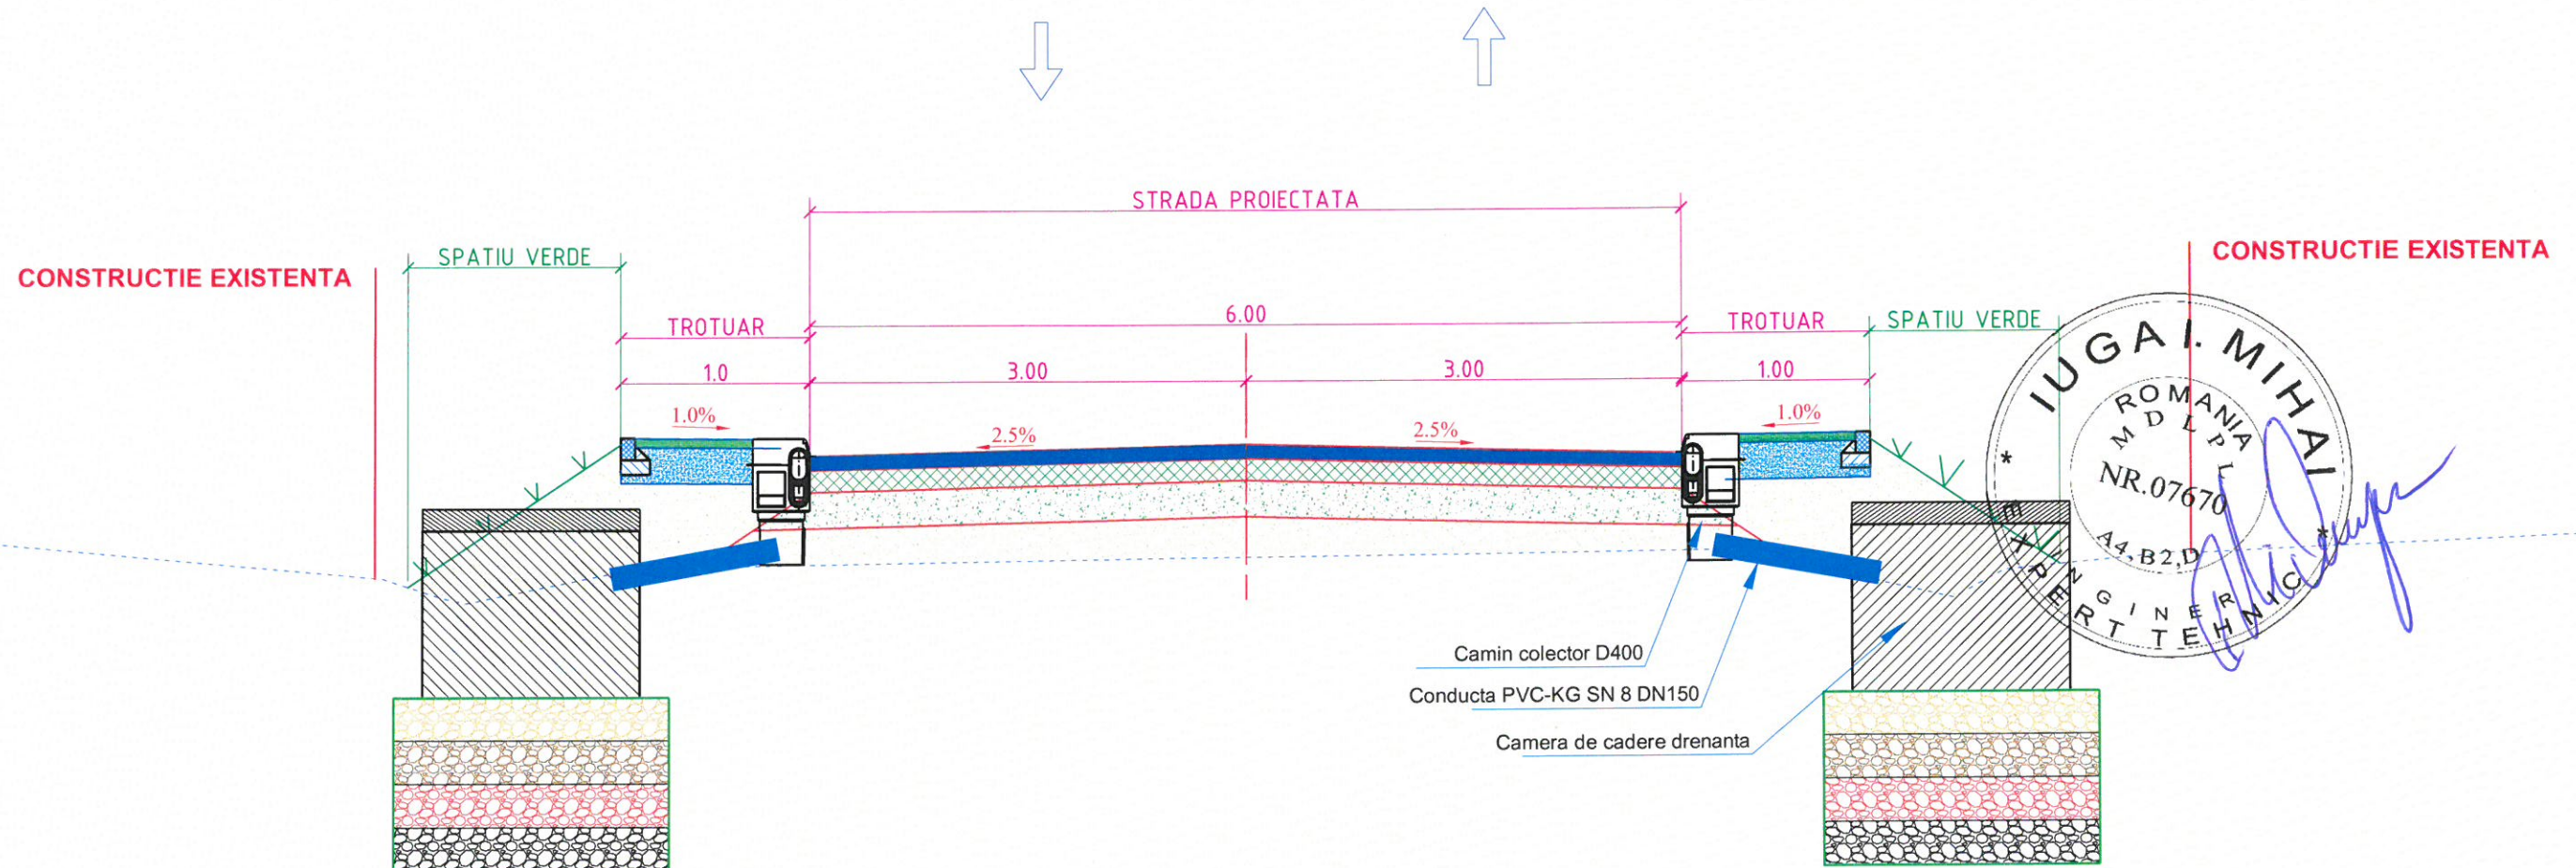 STRADA PROIECTATA
SPATIU VERDE
CONSTRUCTIE EXISTENTA
CONSTRUCTIE EXISTENTA
6.00
TROTUAR
TROTUAR
SPATIU VERDE
1.0
3.00
3.00
1.00
1.0%
2.5%
2.5%
1.0%
* IUGA I. MIHAI *
ROMANIA
M D L P L
NR.07670
A4,B2,D
INGINER
EXPERT TEHNIC
Camin colector D400
Conducta PVC-KG SN 8 DN150
Camera de cadere drenanta